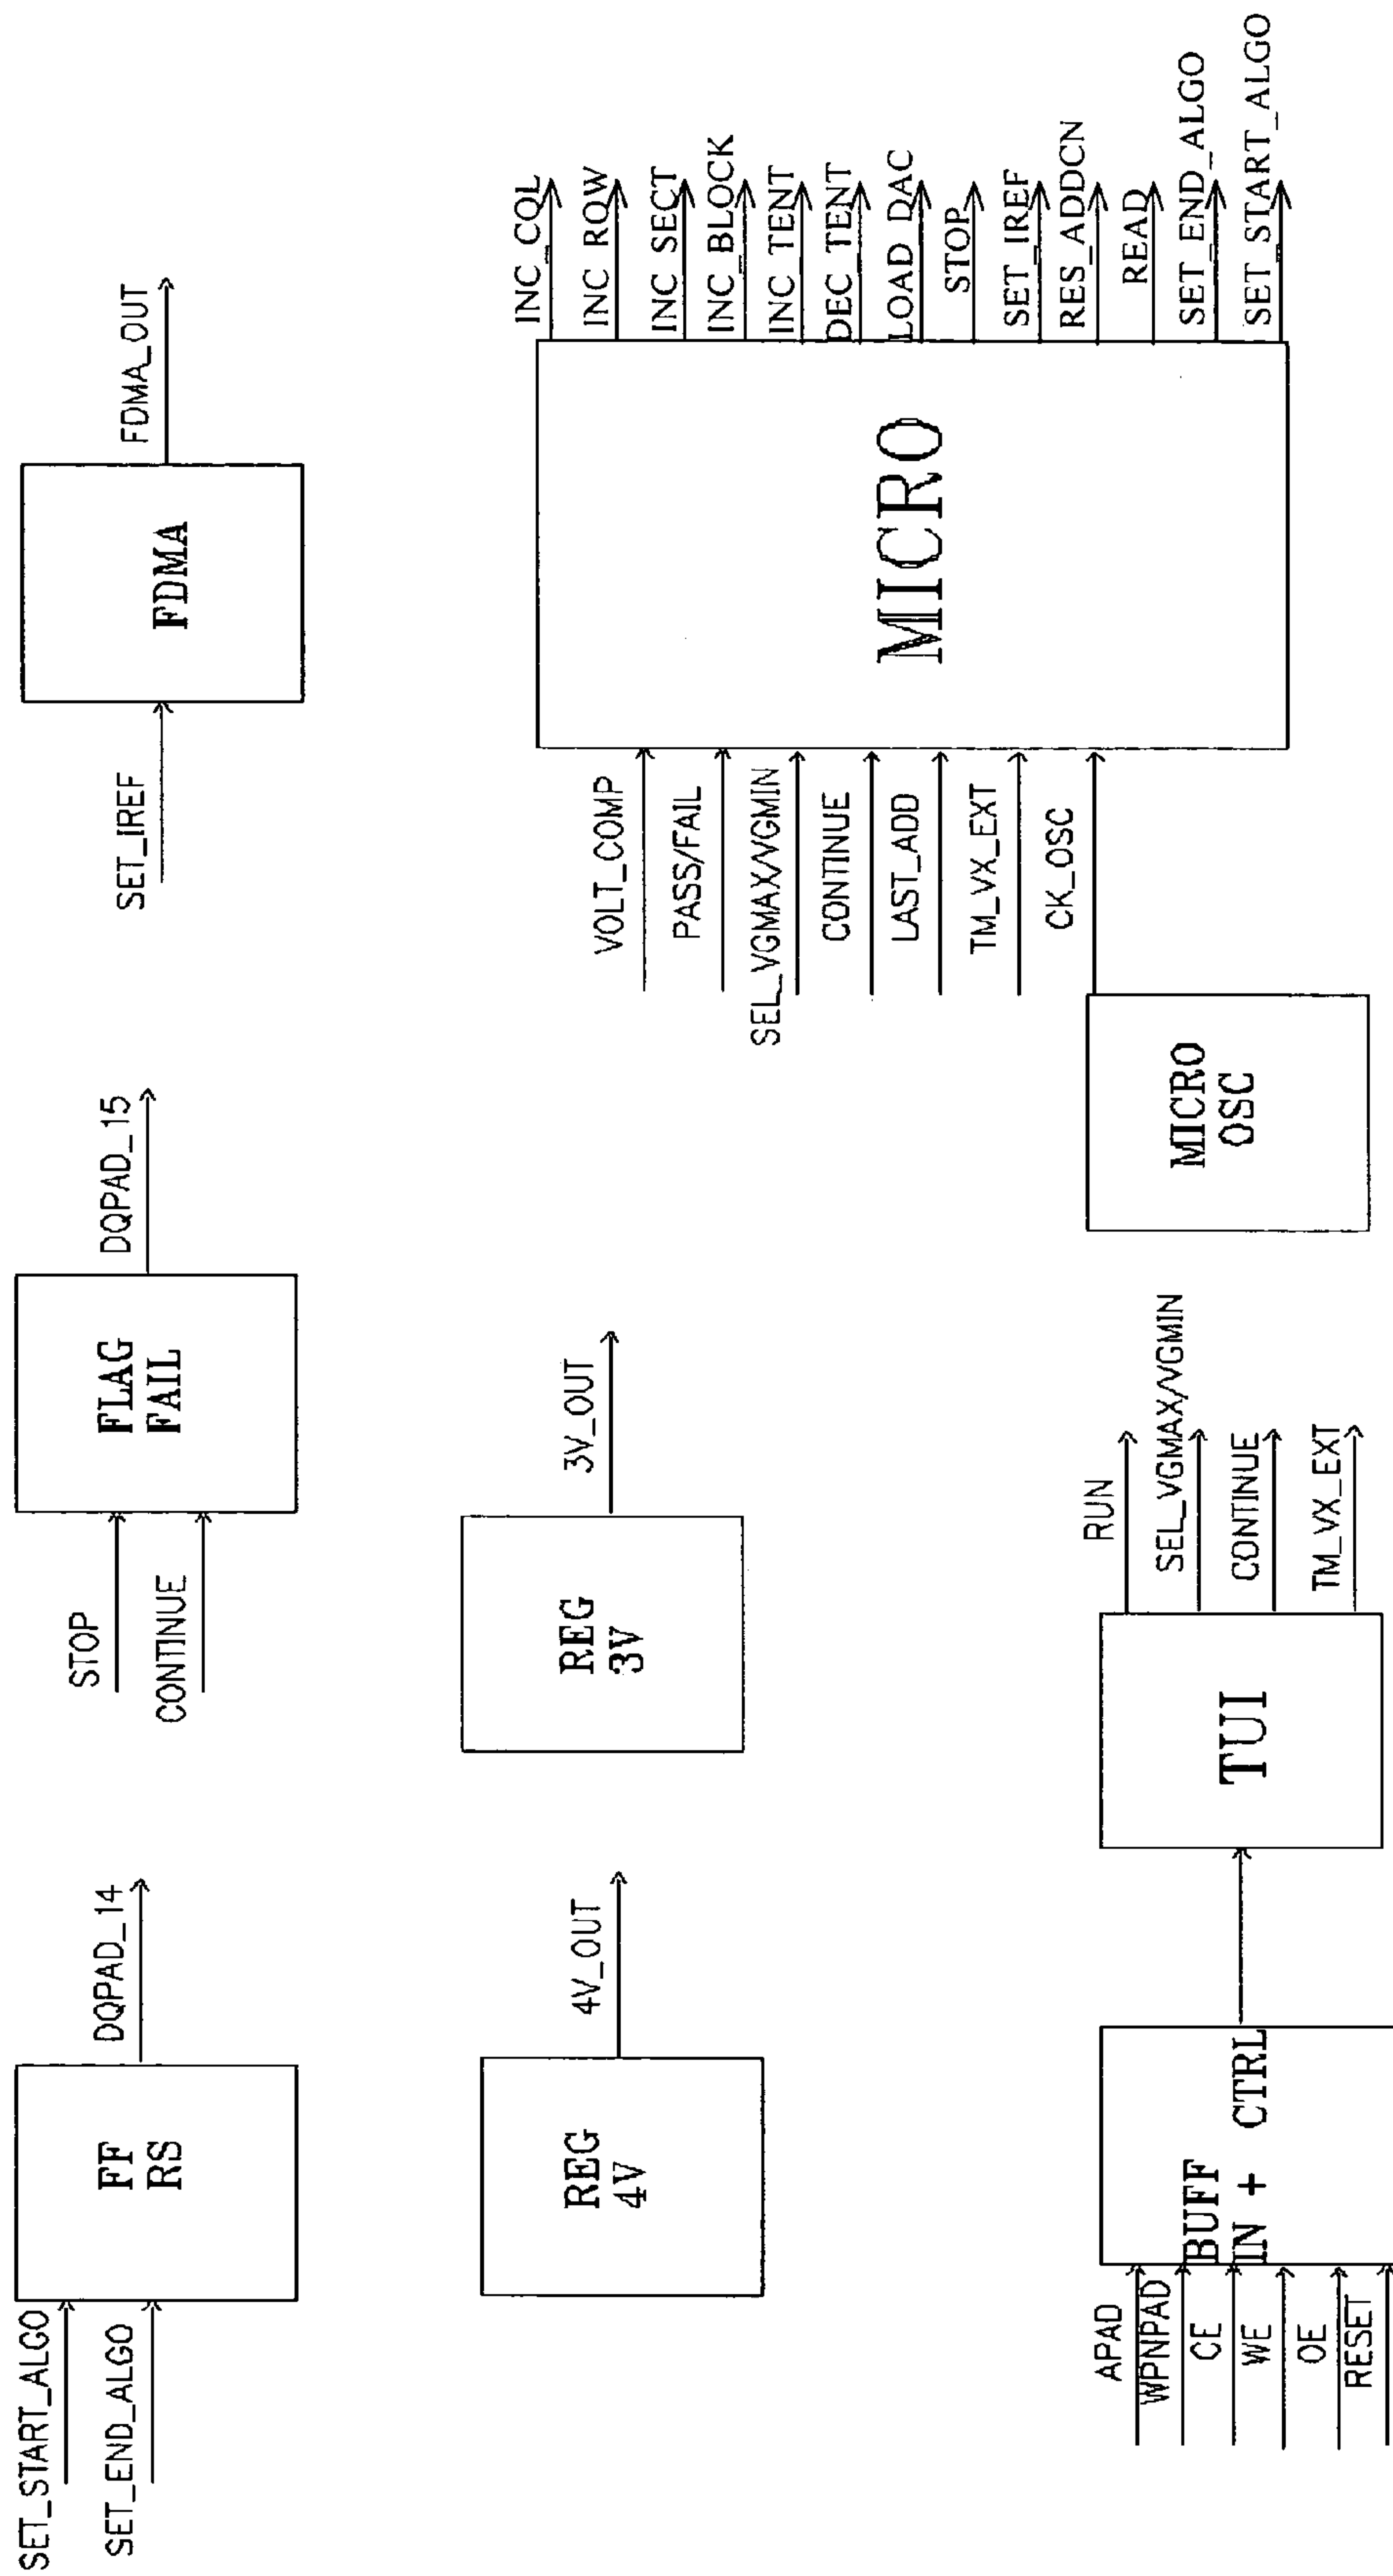 SET_START_ALGO
SET_END_ALGO
FF
RS
DQPAD_14
STOP
CONTINUE
FLAG
FAIL
DQPAD_15
SET_IREF
FDMA
FDMA_OUT
REG
4V
4V_OUT
REG
3V
3V_OUT
APAD
WPNPAD
CE
WE
OE
RESET
BUFF
IN + CTRL
TUI
RUN
SEL_VGMAX/VGMIN
CONTINUE
TM_VX_EXT
MICRO
OSC
VOLT_COMP
PASS/FAIL
SEL_VGMAX/VGMIN
CONTINUE
LAST_ADD
TM_VX_EXT
CK_OSC
MICRO
INC_COL
INC_ROW
INC_SECT
INC_BLOCK
INC_TENT
DEC_TENT
LOAD_DAC
STOP
SET_IREF
RES_ADDCN
READ
SET_END_ALGO
SET_START_ALGO